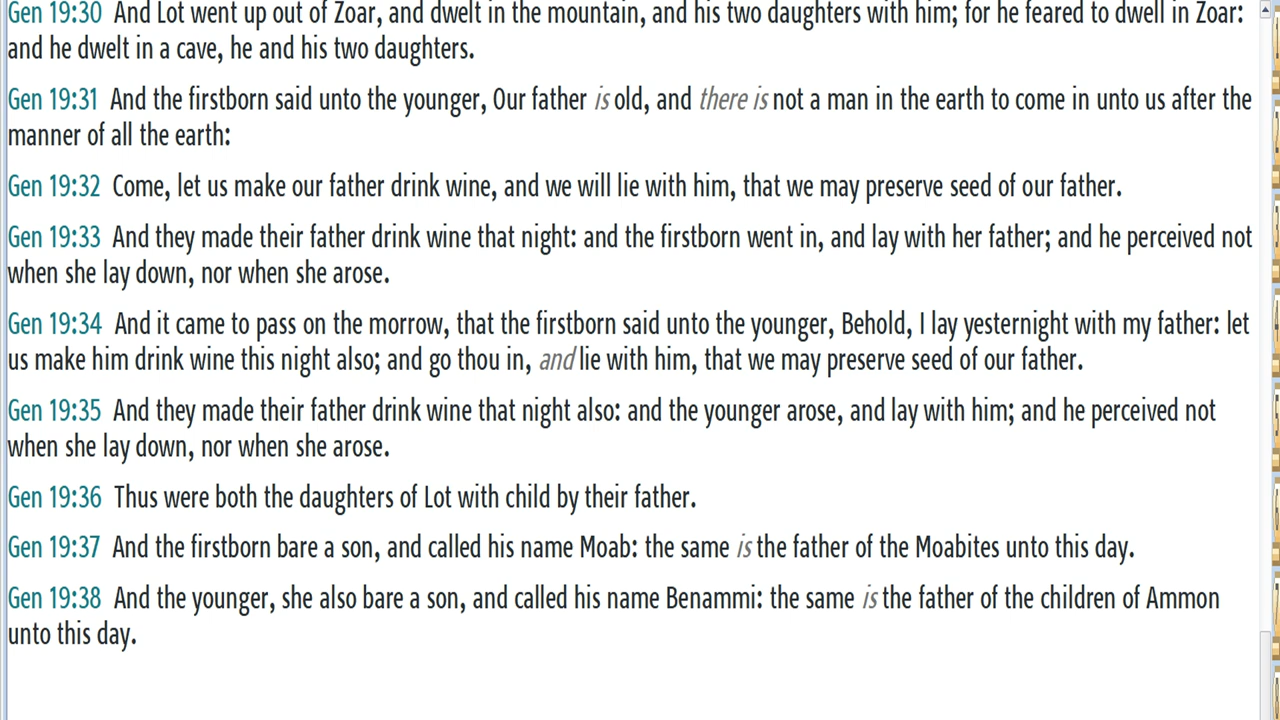 Gen 19:30 And Lot went up out of Zoar, and dwelt in the mountain, and his two daughters with him; for he feared to dwell in Zoar:
and he dwelt in a cave, he and his two daughters.
Gen 19:31 And the firstborn said unto the younger, Our father is old, and there is not a man in the earth to come in unto us after the
manner of all the earth:
Gen 19:32 Come, let us make our father drink wine, and we will lie with him, that we may preserve seed of our father.
Gen 19:33 And they made their father drink wine that night: and the firstborn went in, and lay with her father; and he perceived not
when she lay down, nor when she arose.
Gen 19:34 And it came to pass on the morrow, that the firstborn said unto the younger, Behold, I lay yesternight with my father: let
us make him drink wine this night also; and go thou in, and lie with him, that we may preserve seed of our father.
Gen 19:35 And they made their father drink wine that night also: and the younger arose, and lay with him; and he perceived not
when she lay down, nor when she arose.
Gen 19:36 Thus were both the daughters of Lot with child by their father.
Gen 19:37 And the firstborn bare a son, and called his name Moab: the same is the father of the Moabites unto this day.
Gen 19:38 And the younger, she also bare a son, and called his name Benammi: the same is the father of the children of Ammon
unto this day.